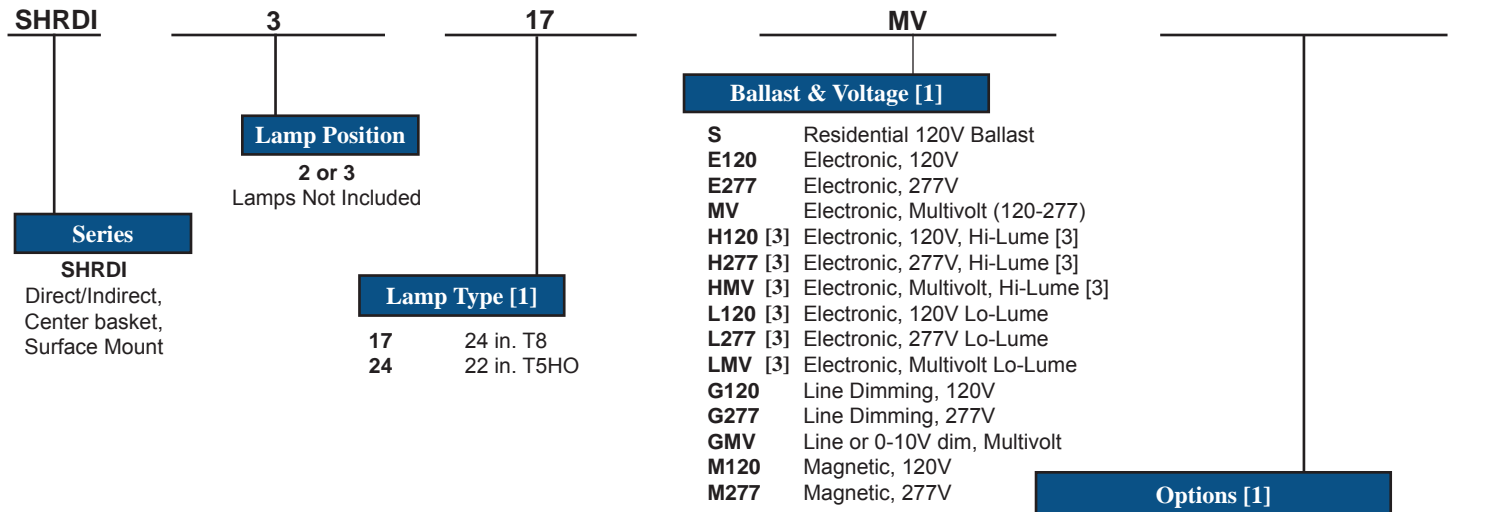 SHRDI 3 17 MV
Ballast & Voltage [1]
S Residential 120V Ballast
E120 Electronic, 120V
E277 Electronic, 277V
MV Electronic, Multivolt (120-277)
H120 [3] Electronic, 120V, Hi-Lume [3]
H277 [3] Electronic, 277V, Hi-Lume [3]
HMV [3] Electronic, Multivolt, Hi-Lume [3]
L120 [3] Electronic, 120V Lo-Lume
L277 [3] Electronic, 277V Lo-Lume
LMV [3] Electronic, Multivolt Lo-Lume
G120 Line Dimming, 120V
G277 Line Dimming, 277V
GMV Line or 0-10V dim, Multivolt
M120 Magnetic, 120V
M277 Magnetic, 277V
Lamp Position
2 or 3
Lamps Not Included
Series
SHRDI
Direct/Indirect,
Center basket,
Surface Mount
Lamp Type [1]
17 24 in. T8
24 22 in. T5HO
Options [1]